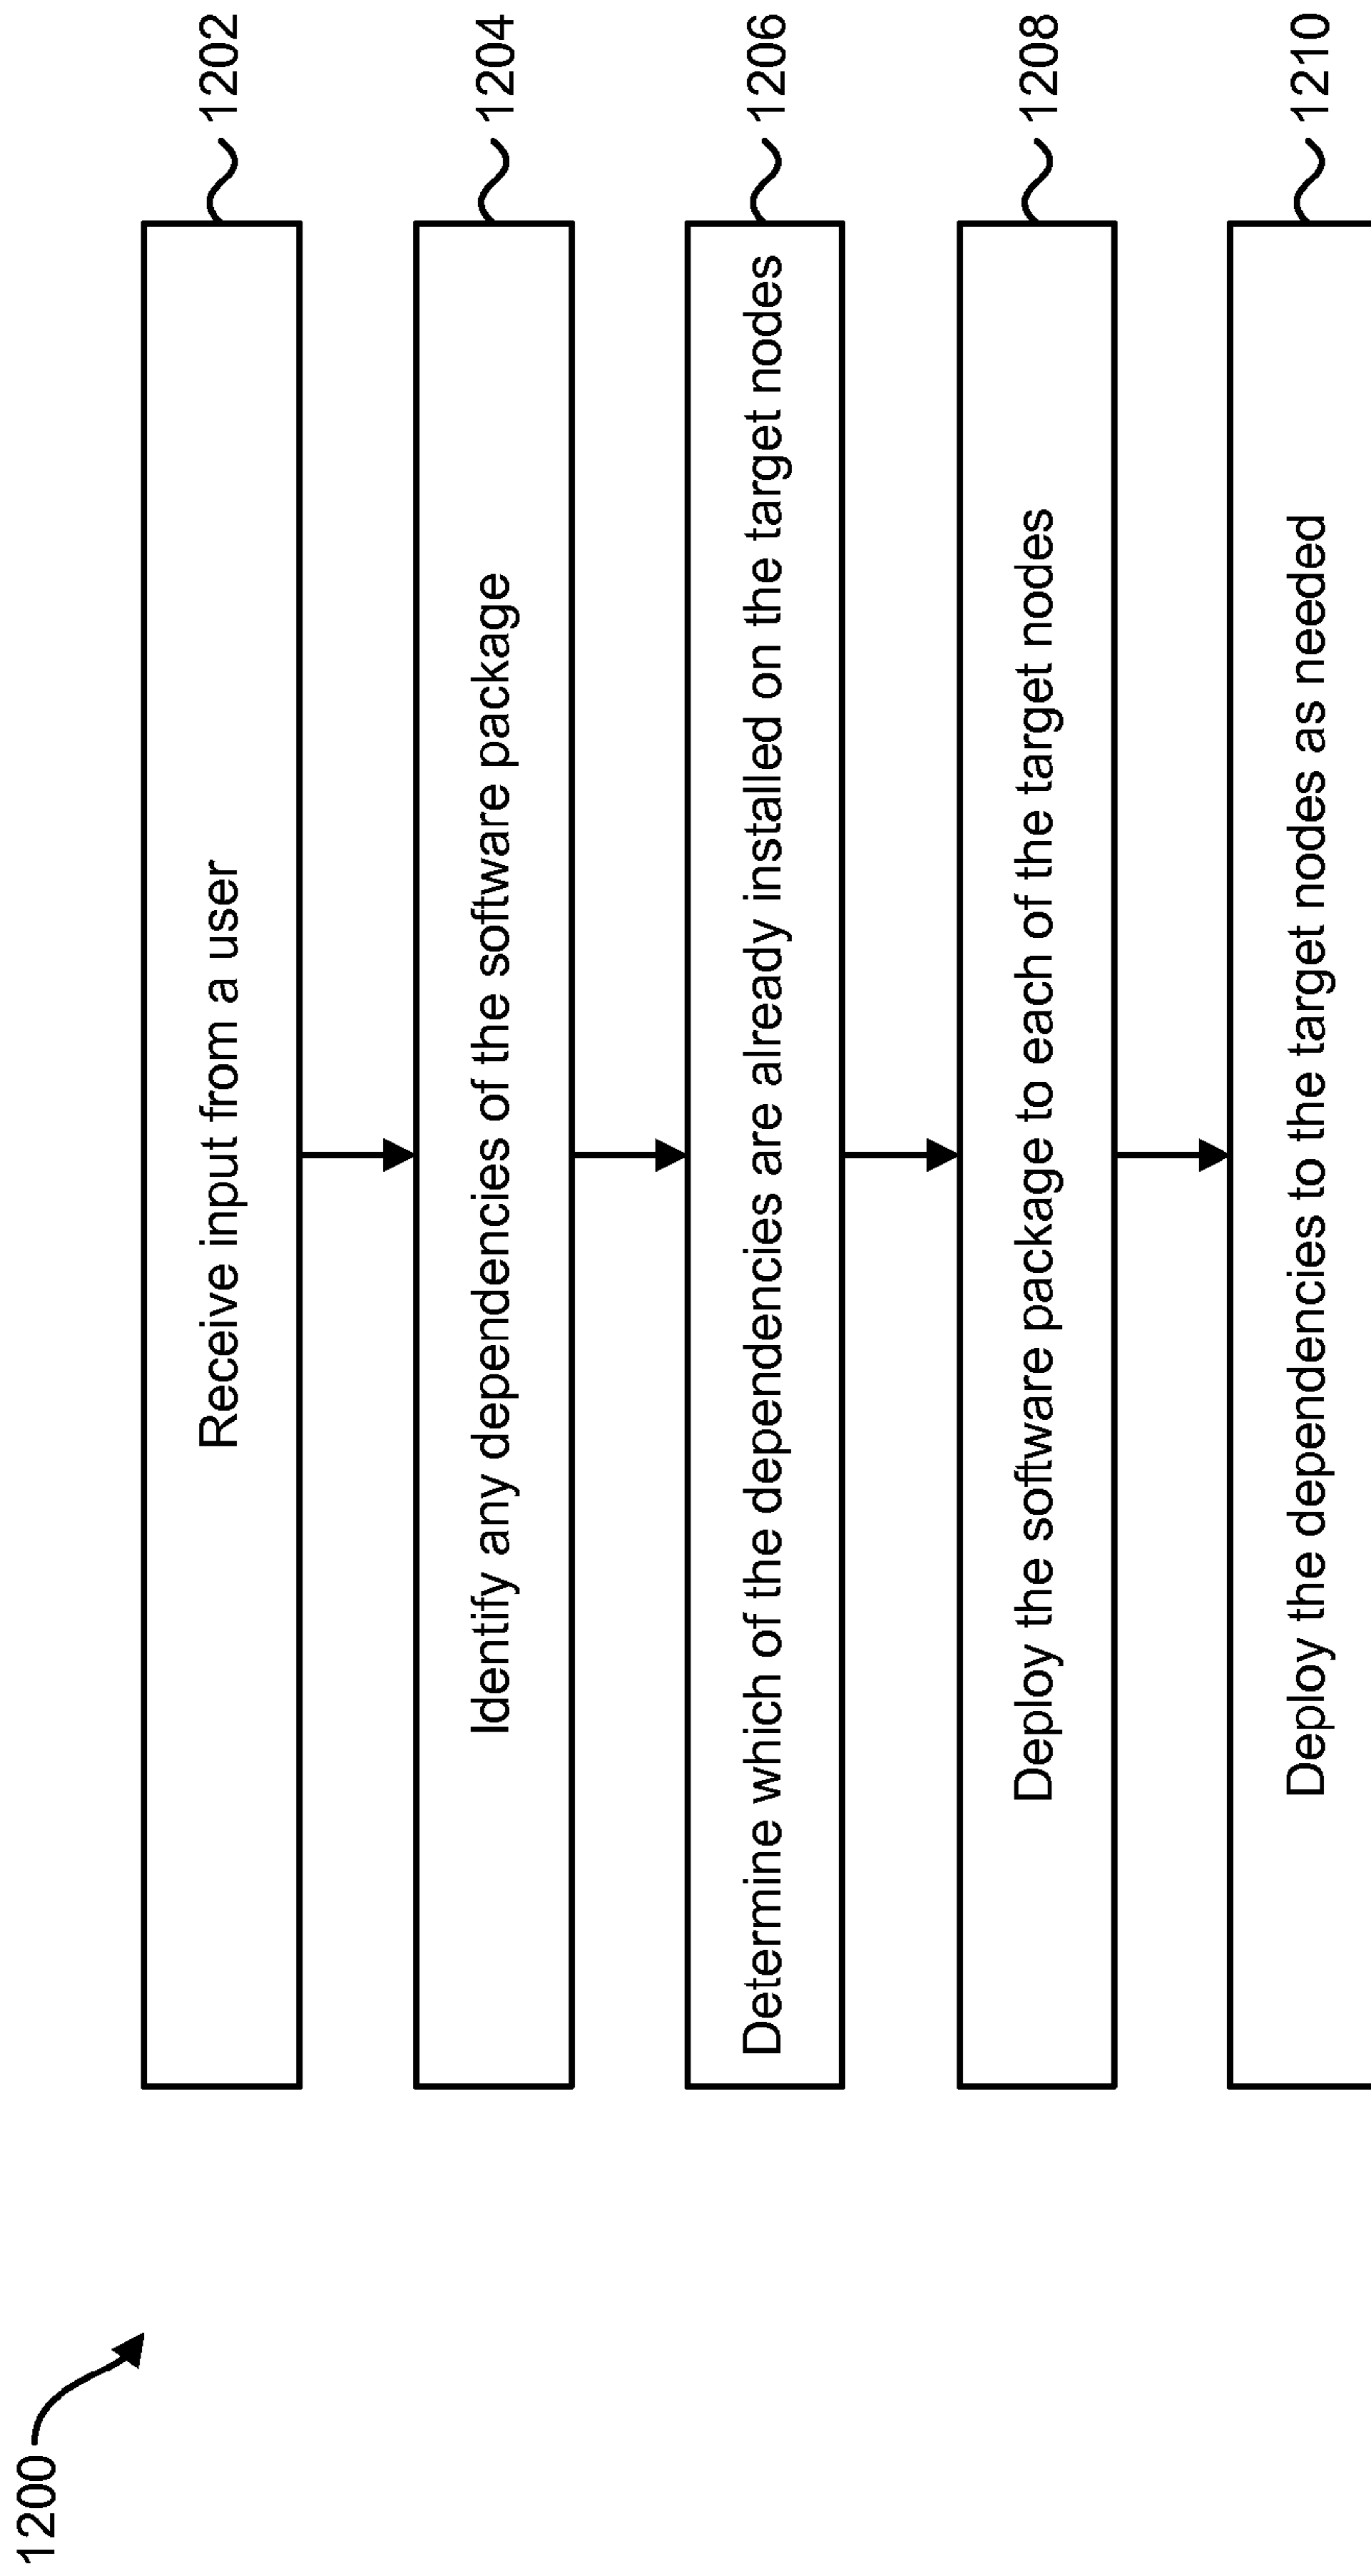 1200
Receive input from a user
1202
Identify any dependencies of the software package
1204
Determine which of the dependencies are already installed on the target nodes
1206
Deploy the software package to each of the target nodes
1208
Deploy the dependencies to the target nodes as needed
1210